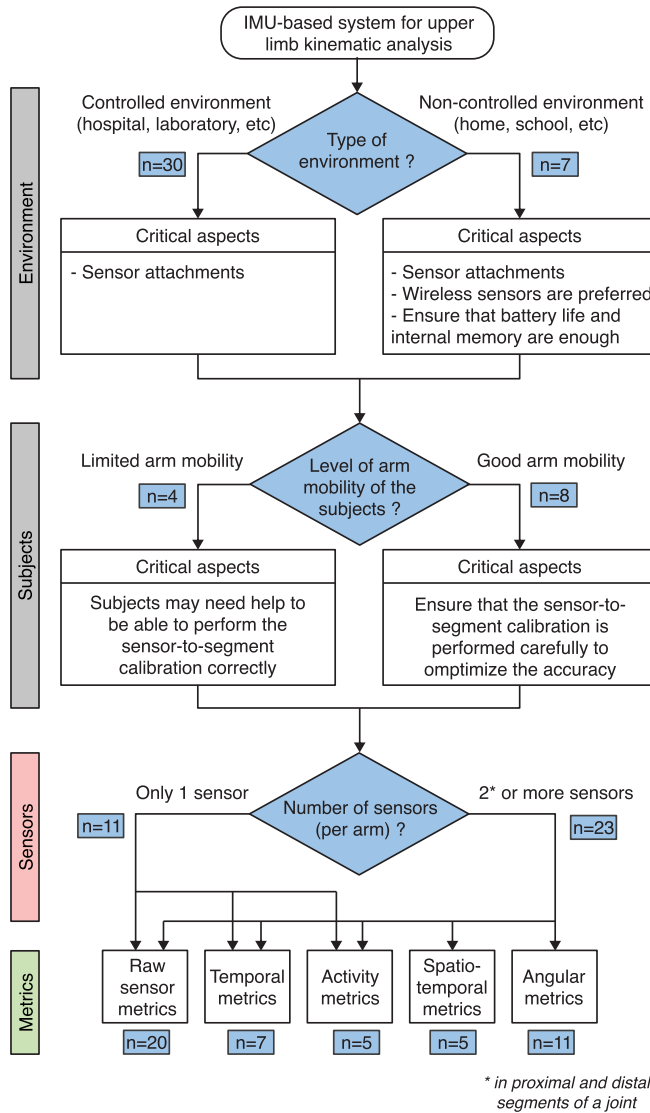 IMU-based system for upper
limb kinematic analysis
Environment
Controlled environment
(hospital, laboratory, etc)
n=30
Type of
environment ?
Non-controlled environment
(home, school, etc)
n=7
Critical aspects
- Sensor attachments
Critical aspects
- Sensor attachments
- Wireless sensors are preferred
- Ensure that battery life and
internal memory are enough
Subjects
Limited arm mobility
n=4
Level of arm
mobility of the
subjects ?
Good arm mobility
n=8
Critical aspects
Subjects may need help to
be able to perform the
sensor-to-segment
calibration correctly
Critical aspects
Ensure that the sensor-to-
segment calibration is
performed carefully to
omptimize the accuracy
Sensors
Only 1 sensor
n=11
Number of sensors
(per arm) ?
2* or more sensors
n=23
Metrics
Raw
sensor
metrics
n=20
Temporal
metrics
n=7
Activity
metrics
n=5
Spatio-
temporal
metrics
n=5
Angular
metrics
n=11
* in proximal and distal
segments of a joint